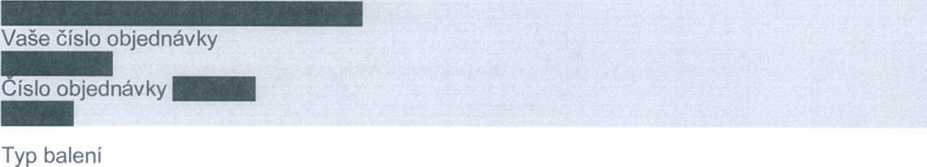 Vaše číslo objednávky
Číslo objednávky
Typ balení